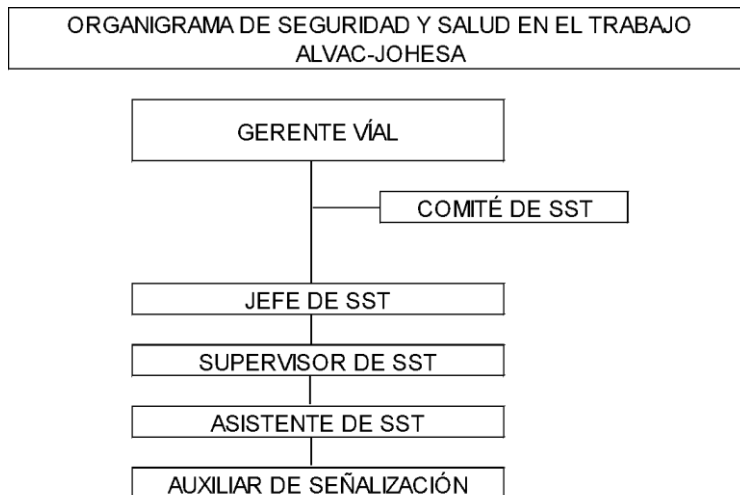 ORGANIGRAMA DE SEGURIDAD Y SALUD EN EL TRABAJO
ALVAC-JOHESA
GERENTE VÍAL
COMITÉ DE SST
JEFE DE SST
SUPERVISOR DE SST
ASISTENTE DE SST
AUXILIAR DE SEÑALIZACIÓN